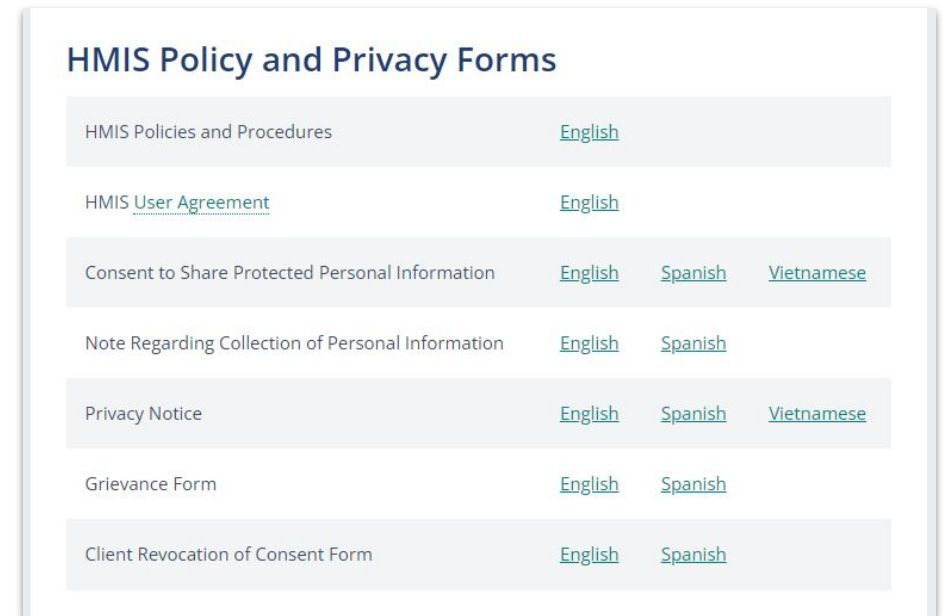 HMIS Policy and Privacy Forms
HMIS Policies and Procedures English
HMIS User Agreement English
Consent to Share Protected Personal Information English Spanish Vietnamese
Note Regarding Collection of Personal Information English Spanish
Privacy Notice English Spanish Vietnamese
Grievance Form English Spanish
Client Revocation of Consent Form English Spanish